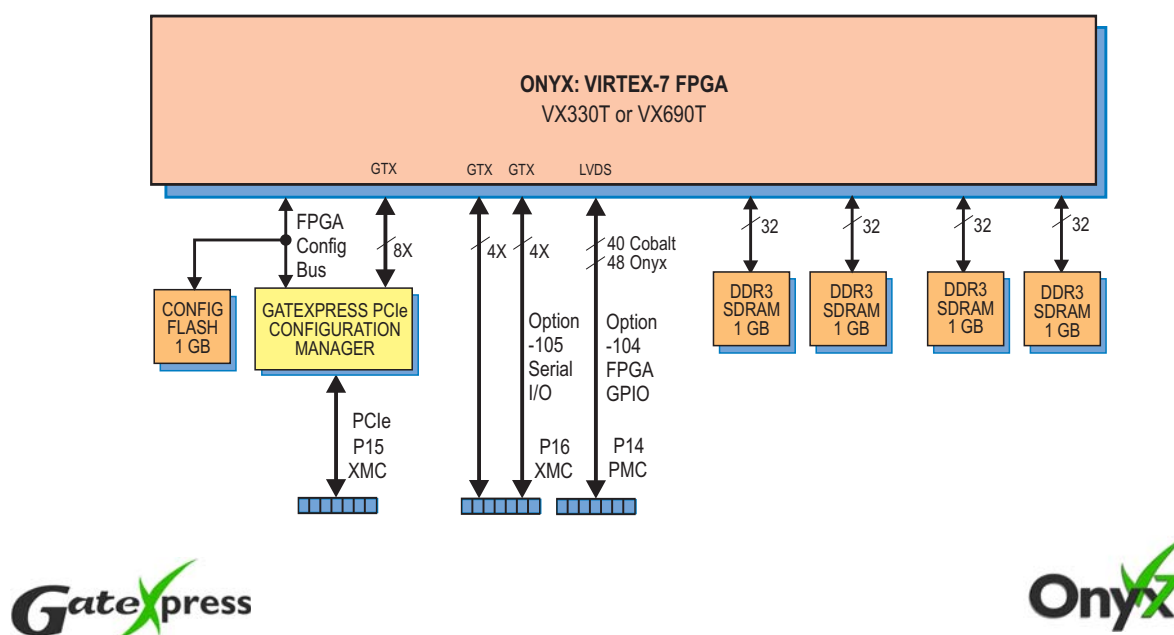 ONYX: VIRTEX-7 FPGA
VX330T or VX690T
GTX
GTX
GTX
LVDS
FPGA
Config
Bus
8X
4X
4X
40 Cobalt
48 Onyx
32
32
32
32
CONFIG
FLASH
1 GB
GATEXPRESS PCIe
CONFIGURATION
MANAGER
Option
-105
Serial
I/O
Option
-104
FPGA
GPIO
DDR3
SDRAM
1 GB
DDR3
SDRAM
1 GB
DDR3
SDRAM
1 GB
DDR3
SDRAM
1 GB
PCIe
P15
XMC
P16
XMC
P14
PMC
GateXpress
Onyx7